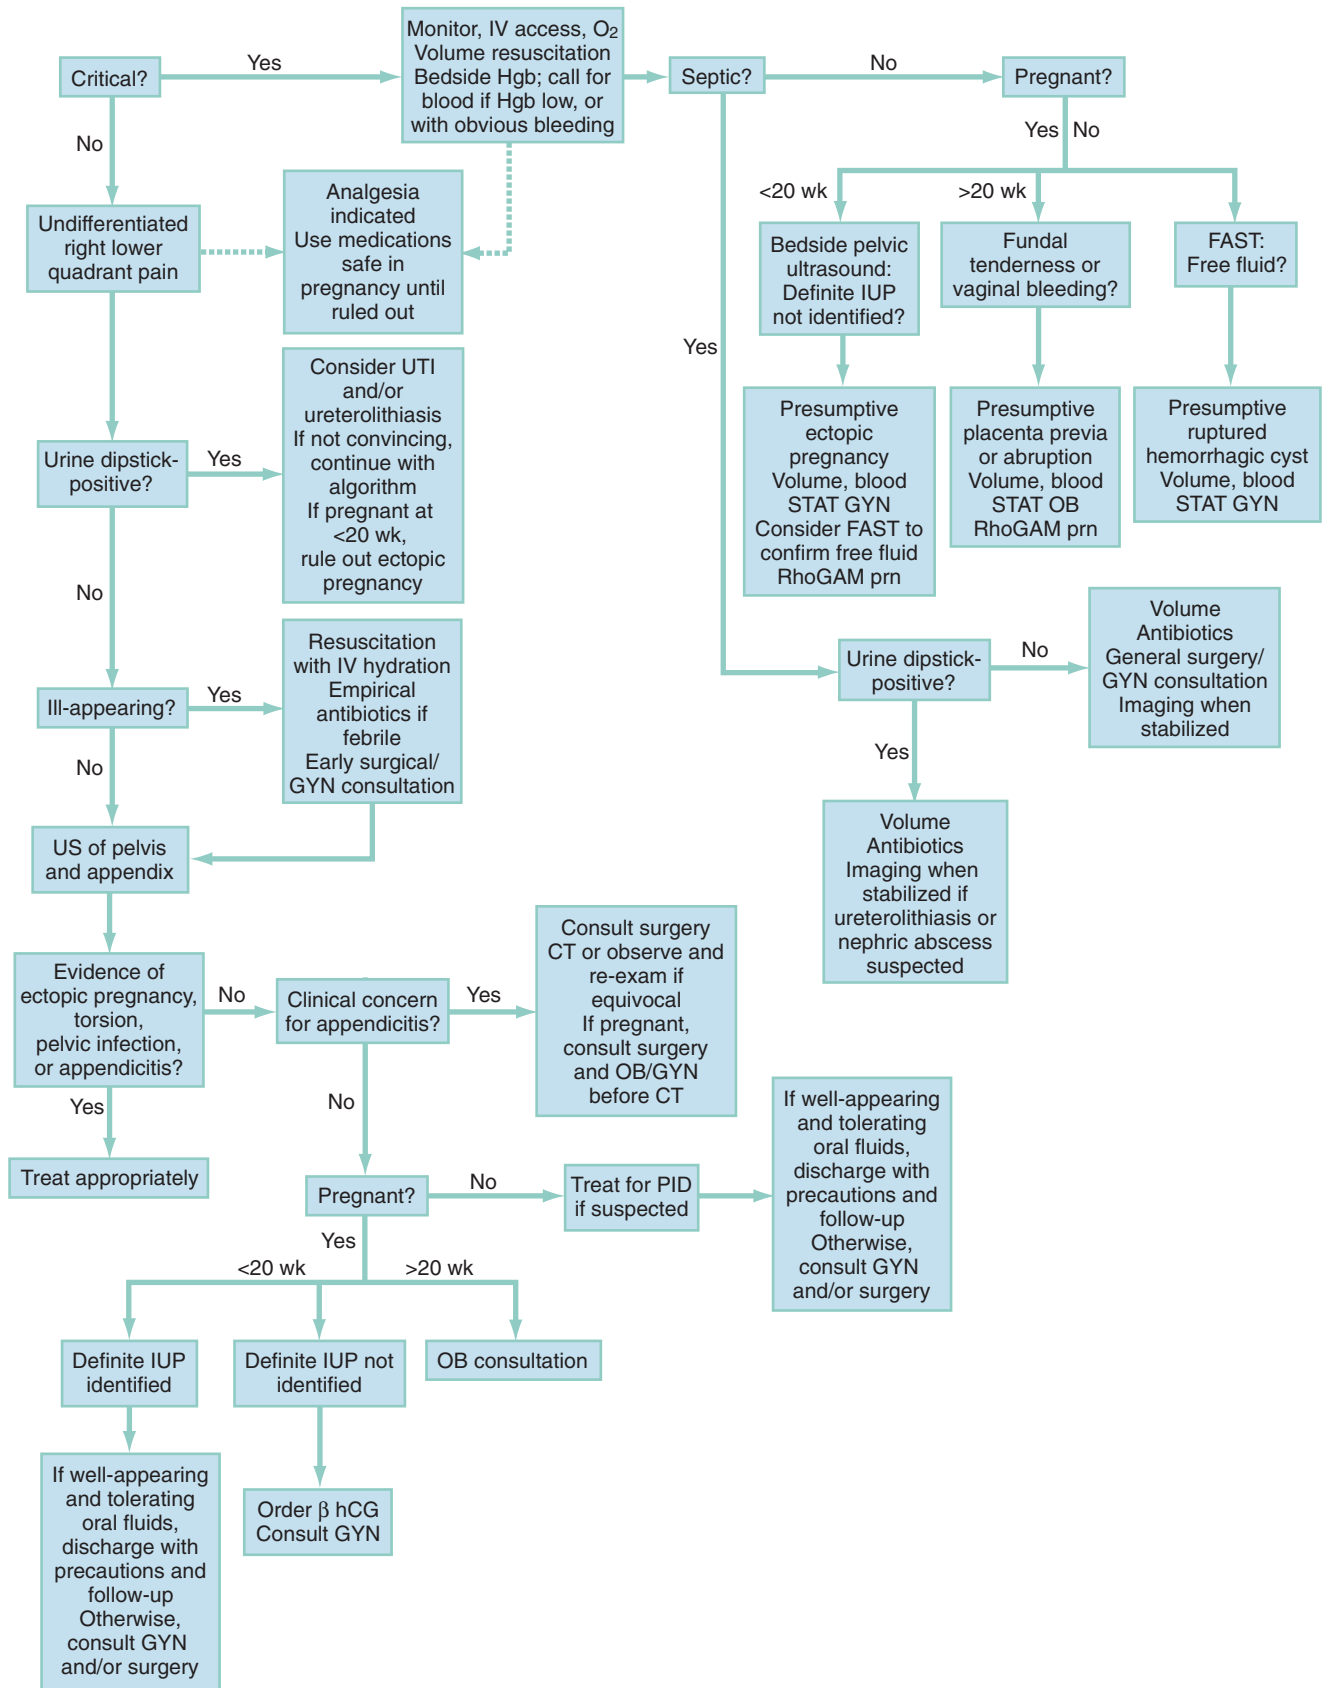 Critical?
Yes
No
Monitor, IV access, O2
Volume resuscitation
Bedside Hgb; call for
blood if Hgb low, or
with obvious bleeding
Septic?
No
Yes
Pregnant?
Yes
No
<20 wk
>20 wk
Undifferentiated
right lower
quadrant pain
Analgesia
indicated
Use medications
safe in
pregnancy until
ruled out
Bedside pelvic
ultrasound:
Definite IUP
not identified?
Fundal
tenderness or
vaginal bleeding?
FAST:
Free fluid?
Presumptive
ectopic
pregnancy
Volume, blood
STAT GYN
Consider FAST to
confirm free fluid
RhoGAM prn
Presumptive
placenta previa
or abruption
Volume, blood
STAT OB
RhoGAM prn
Presumptive
ruptured
hemorrhagic cyst
Volume, blood
STAT GYN
Urine dipstick-
positive?
Yes
No
Consider UTI
and/or
ureterolithiasis
If not convincing,
continue with
algorithm
If pregnant at
<20 wk,
rule out ectopic
pregnancy
Urine dipstick-
positive?
No
Yes
Volume
Antibiotics
General surgery/
GYN consultation
Imaging when
stabilized
Volume
Antibiotics
Imaging when
stabilized if
ureterolithiasis or
nephric abscess
suspected
Ill-appearing?
Yes
No
Resuscitation
with IV hydration
Empirical
antibiotics if
febrile
Early surgical/
GYN consultation
US of pelvis
and appendix
Evidence of
ectopic pregnancy,
torsion,
pelvic infection,
or appendicitis?
No
Yes
Treat appropriately
Clinical concern
for appendicitis?
Yes
No
Consult surgery
CT or observe and
re-exam if
equivocal
If pregnant,
consult surgery
and OB/GYN
before CT
Pregnant?
No
Yes
Treat for PID
if suspected
If well-appearing
and tolerating
oral fluids,
discharge with
precautions and
follow-up
Otherwise,
consult GYN
and/or surgery
<20 wk
>20 wk
Definite IUP
identified
Definite IUP not
identified
OB consultation
If well-appearing
and tolerating
oral fluids,
discharge with
precautions and
follow-up
Otherwise,
consult GYN
and/or surgery
Order β hCG
Consult GYN